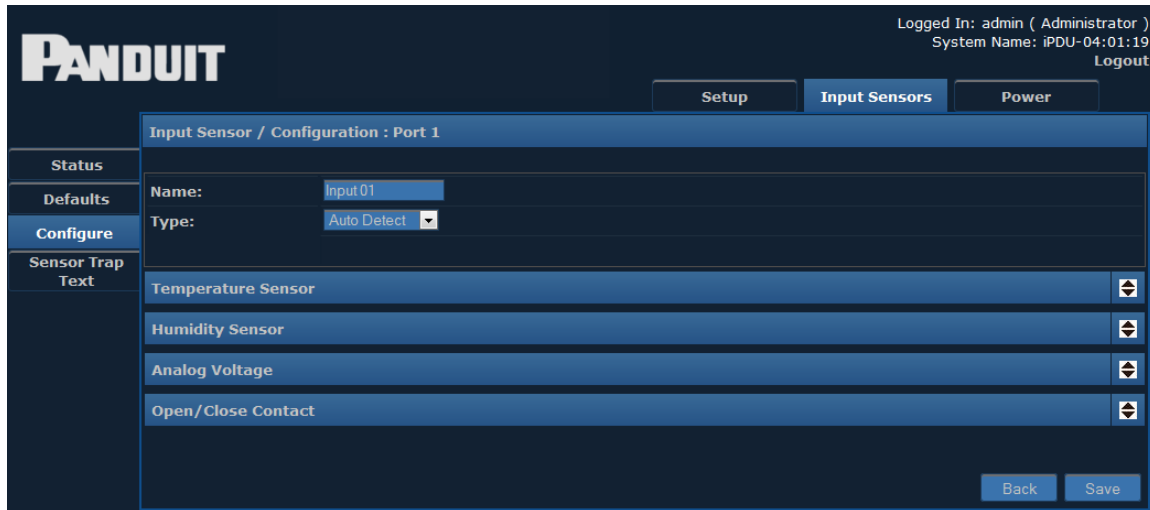 Logged In: admin ( Administrator )
System Name: iPDU-04:01:19
Logout
PANDUIT
Setup
Input Sensors
Power
Input Sensor / Configuration : Port 1
Status
Defaults
Configure
Sensor Trap
Text
Name:
Input 01
Type:
Auto Detect
Temperature Sensor
Humidity Sensor
Analog Voltage
Open/Close Contact
Back
Save